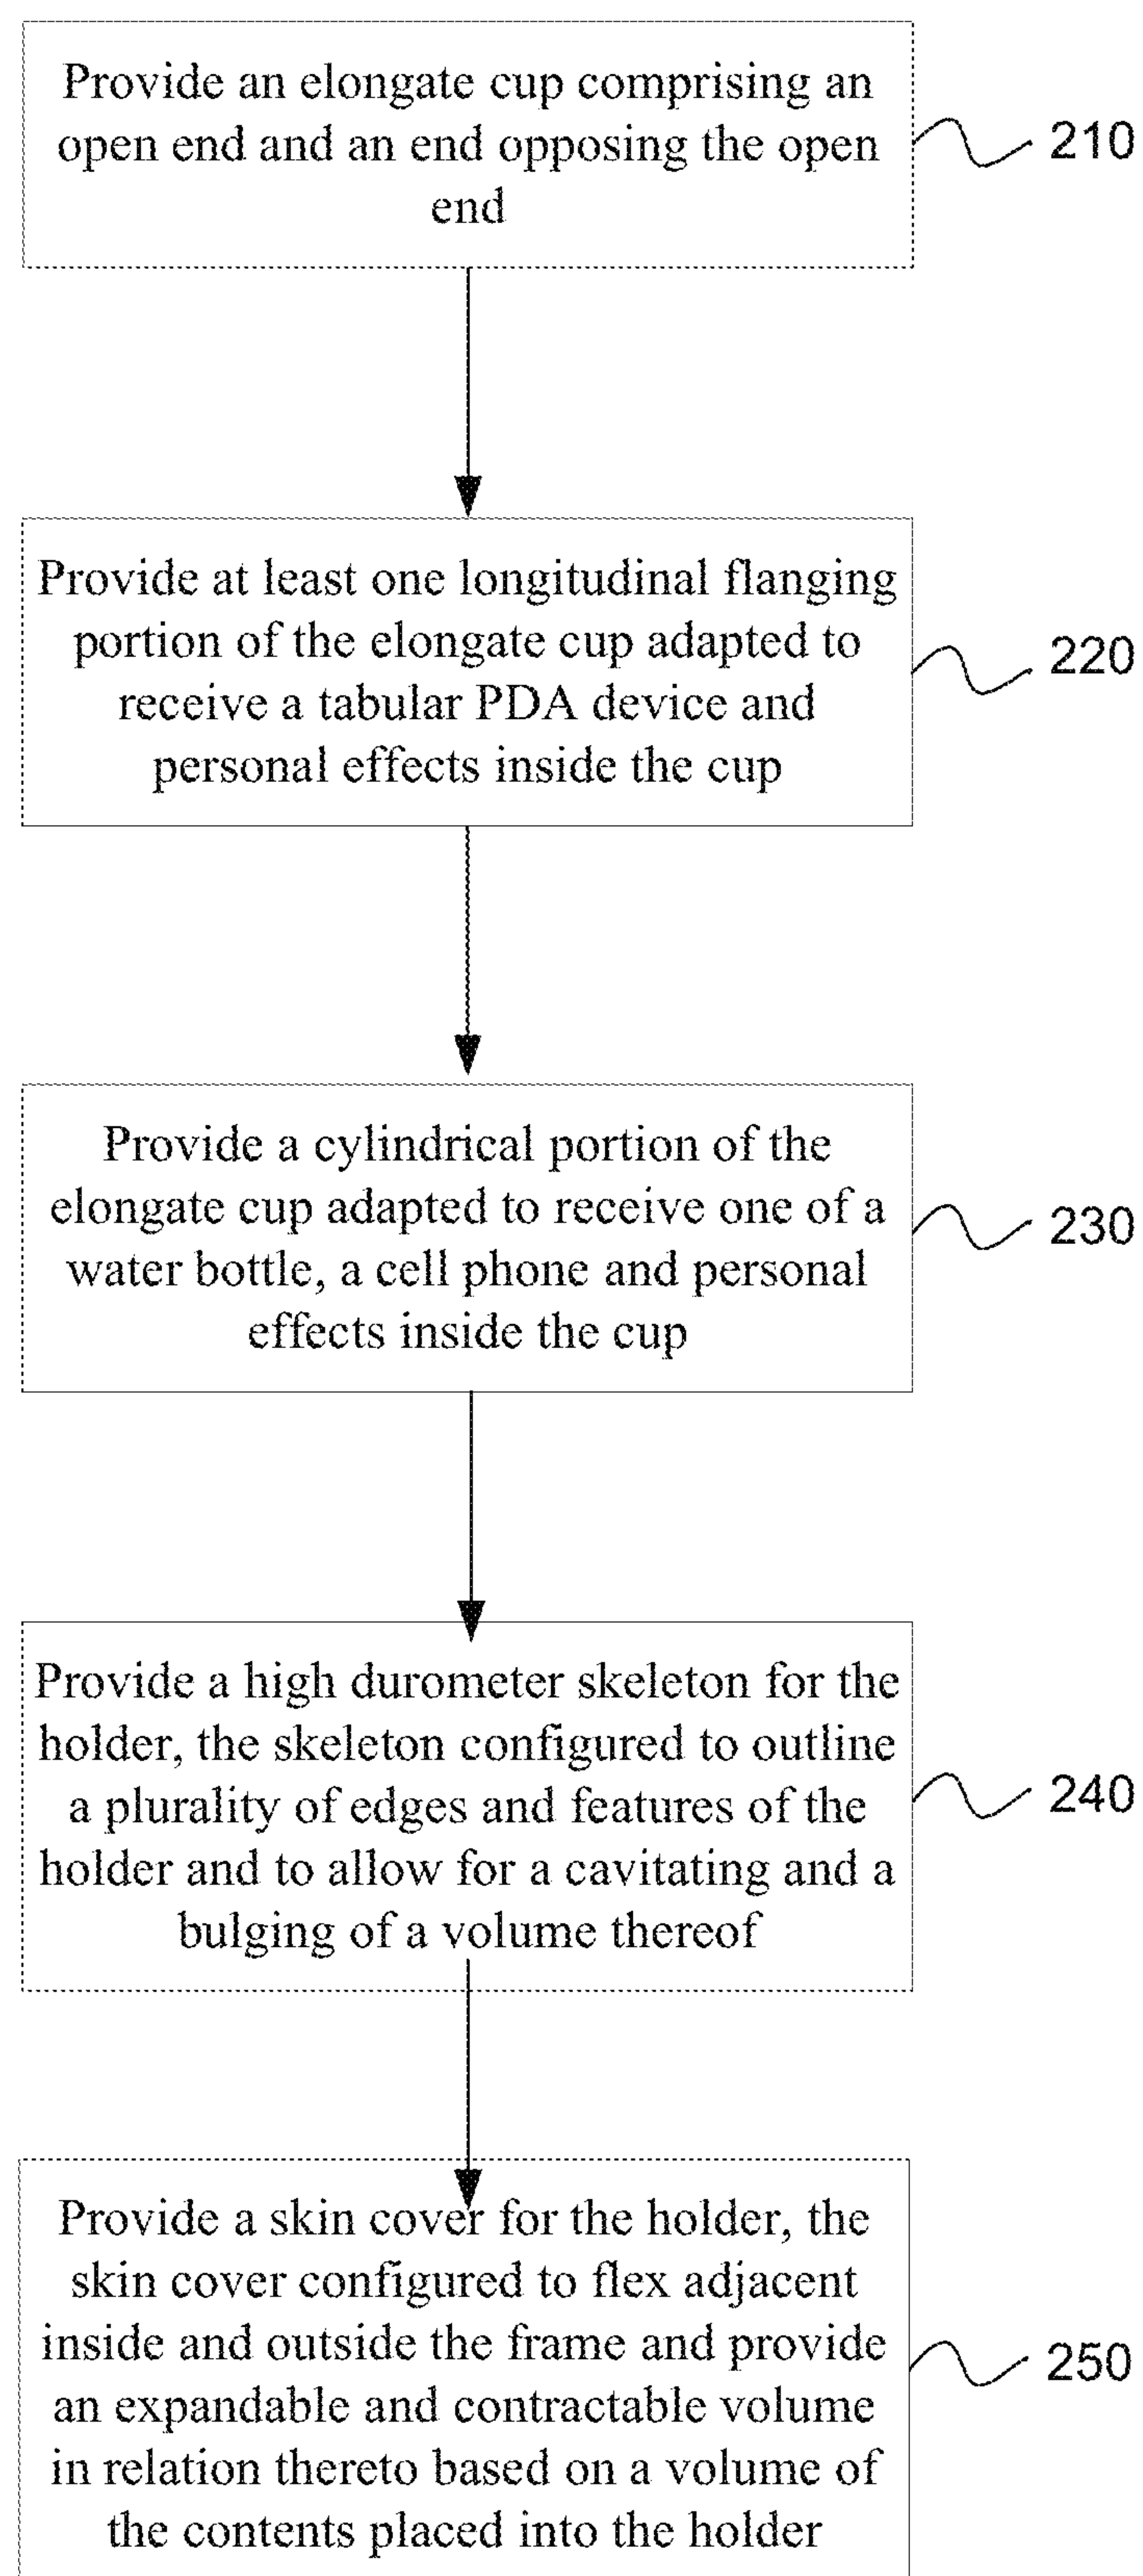 Provide an elongate cup comprising an
open end and an end opposing the open
end
210
Provide at least one longitudinal flanging
portion of the elongate cup adapted to
receive a tabular PDA device and
personal effects inside the cup
220
Provide a cylindrical portion of the
elongate cup adapted to receive one of a
water bottle, a cell phone and personal
effects inside the cup
230
Provide a high durometer skeleton for the
holder, the skeleton configured to outline
a plurality of edges and features of the
holder and to allow for a cavitating and a
bulging of a volume thereof
240
Provide a skin cover for the holder, the
skin cover configured to flex adjacent
inside and outside the frame and provide
an expandable and contractable volume
in relation thereto based on a volume of
the contents placed into the holder
250